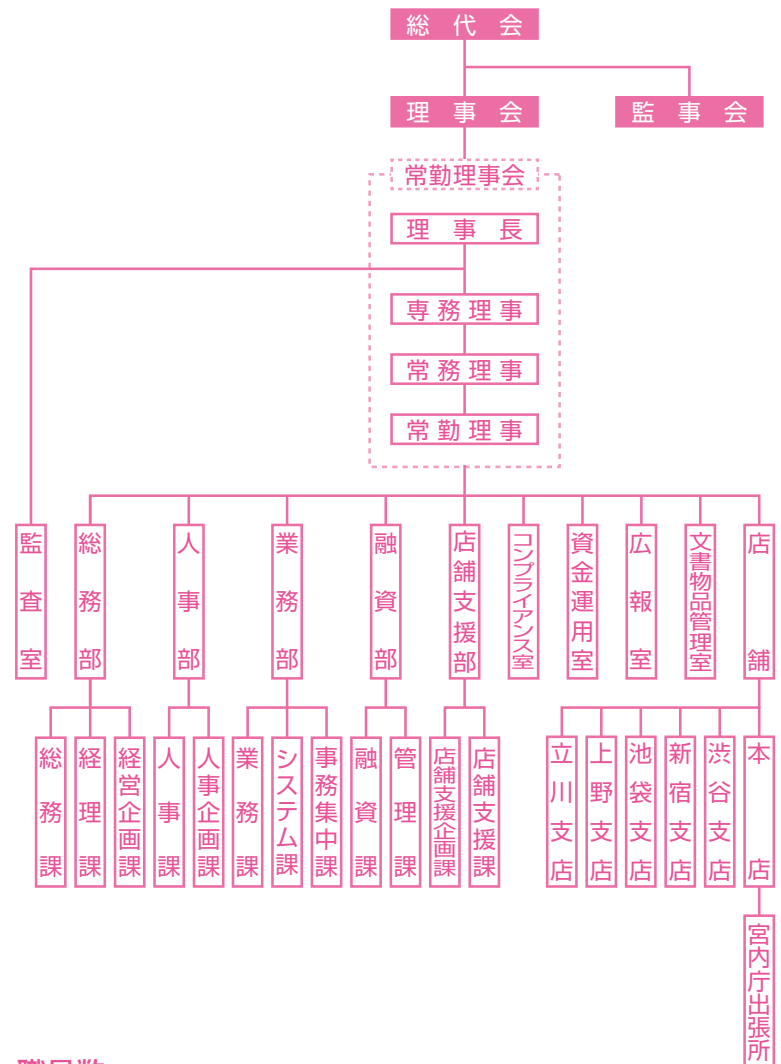 総代会
理事会
監事会
常勤理事会
理事長
専務理事
常務理事
常勤理事
監査室
総務部
人事部
業務部
融資部
店舗支援部
コンプライアンス室
資金運用室
広報室
文書物品管理室
店舗
総務課
経理課
経営企画課
人事課
人事企画課
業務課
システム課
事務集中課
融資課
管理課
店舗支援企画課
店舗支援課
立川支店
上野支店
池袋支店
新宿支店
渋谷支店
本店
宮内庁出張所